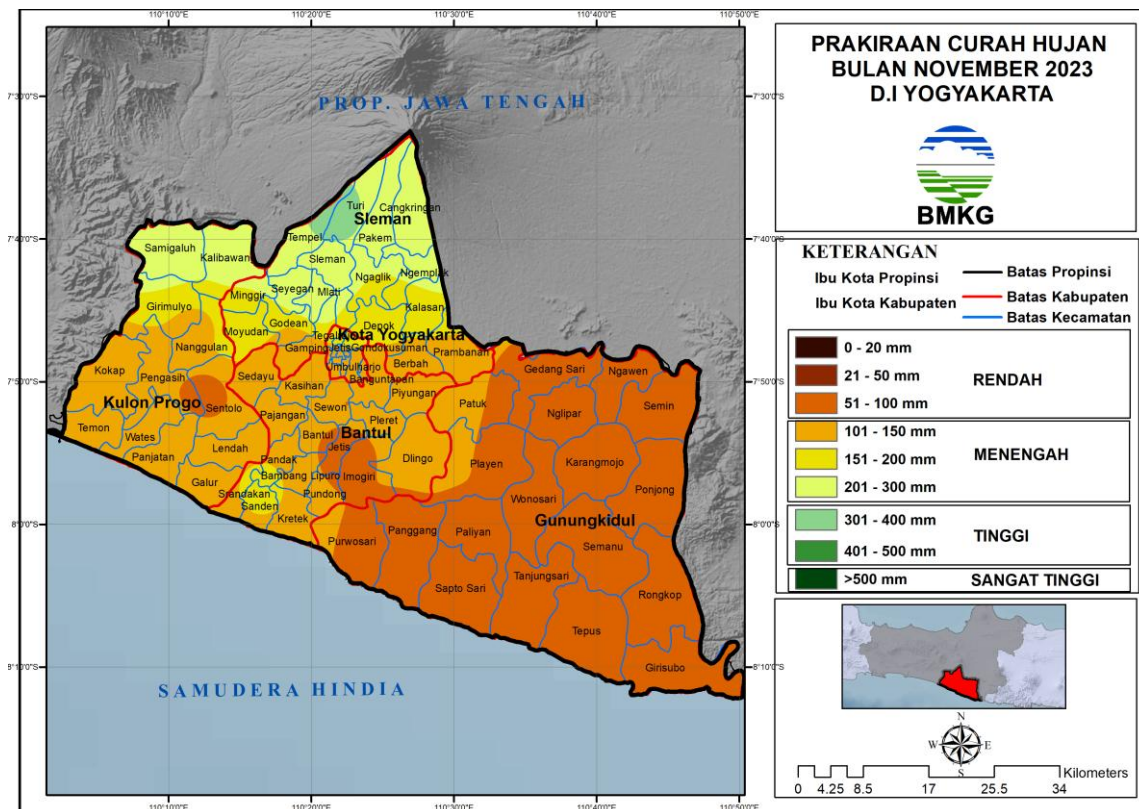 110°10'0"E
110°20'0"E
110°30'0"E
110°40'0"E
110°50'0"E
7°30'0"S
7°40'0"S
7°50'0"S
8°0'0"S
8°10'0"S
PROP. JAWA TENGAH
Turi
Cangkringan
Sleman
Tempel
Pakem
Samigaluh
Kalibawang
Sleman
Ngaglik
Ngemplak
Seyegan
Mlati
Minggir
Girimulyo
Kalasan
Godean
Depok
Moyudan
Kota Yogyakarta
Nanggulan
Gamping
Jetis
Gondokusuman
Prambanan
Umbulharjo
Berbah
Gedang Sari
Ngawen
Kokap
Pengasih
Sedayu
Kasihan
Banguntapan
Piyungan
Kulon Progo
Sentolo
Pajangan
Sewon
Patuk
Nglipar
Semin
Temon
Wates
Pleret
Bantul
Bantul
Jetis
Panjatan
Lendah
Pandak
Dlingo
Playen
Karangmojo
Galur
Bambang Lipuro
Imogiri
Srandakan
Pundong
Wonosari
Ponjong
Sanden
Kretek
Gunungkidul
Purwosari
Panggang
Paliyan
Semanu
Sapto Sari
Tanjungsari
Rongkop
Tepus
Girisubo
SAMUDERA HINDIA
110°10'0"E
110°20'0"E
110°30'0"E
110°40'0"E
110°50'0"E
7°30'0"S
7°40'0"S
7°50'0"S
8°0'0"S
8°10'0"S
PRAKIRAAN CURAH HUJAN
BULAN NOVEMBER 2023
D.I YOGYAKARTA
BMKG
KETERANGAN
Ibu Kota Propinsi
Batas Propinsi
Ibu Kota Kabupaten
Batas Kabupaten
Batas Kecamatan
0 - 20 mm
21 - 50 mm
RENDAH
51 - 100 mm
101 - 150 mm
151 - 200 mm
MENENGAH
201 - 300 mm
301 - 400 mm
TINGGI
401 - 500 mm
>500 mm
SANGAT TINGGI
N
W
E
S
Kilometers
0 4.25 8.5 17 25.5 34